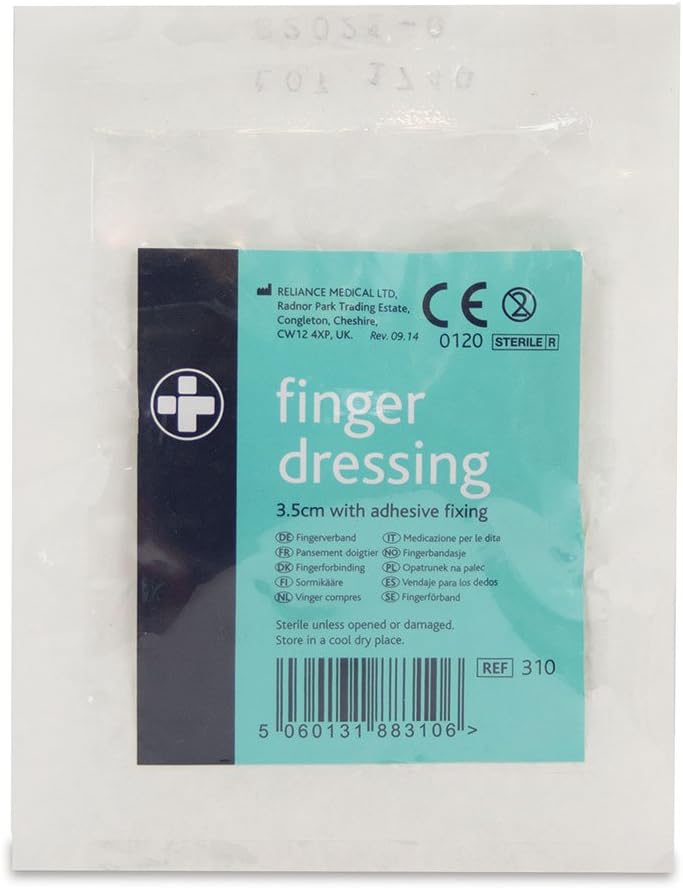 RELIANCE MEDICAL LTD,
Radnor Park Trading Estate,
Congleton, Cheshire,
CW12 4XP, UK. Rev. 09.14
CE
0120 STERILE R
2
finger
dressing
3.5cm with adhesive fixing
DE Fingerverband
IT Medicazione per le dita
FR Pansement doigtier
NO Fingerbandasje
DK Fingerforbinding
PL Opatrunek na palec
FI Sormikääre
ES Vendaje para los dedos
NL Vinger compres
SE Fingerförband
Sterile unless opened or damaged.
Store in a cool dry place.
REF 310
5 060131 883106 >